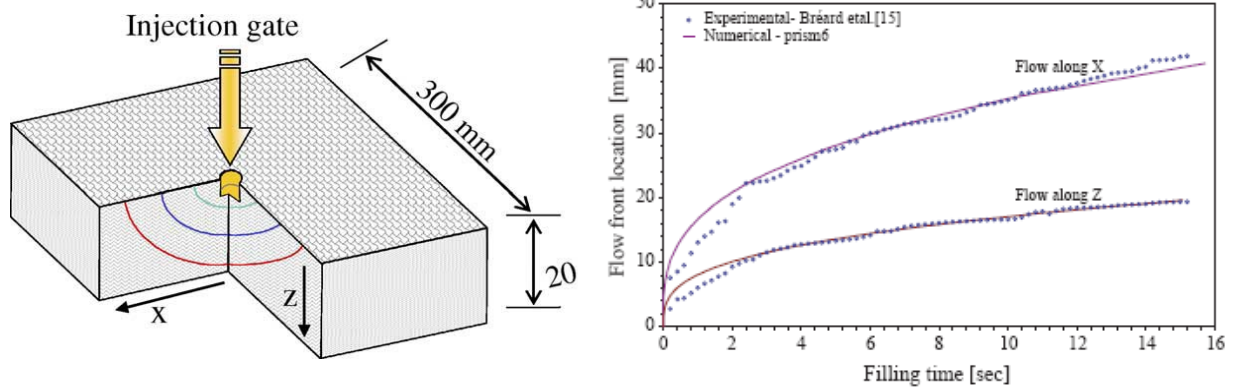 Injection gate
300 mm
20
x
z
50
40
30
20
10
0
Flow front location [mm]
Experimental- Bréard etal.[15]
Numerical - prism6
Flow along X
Flow along Z
0 2 4 6 8 10 12 14 16
Filling time [sec]